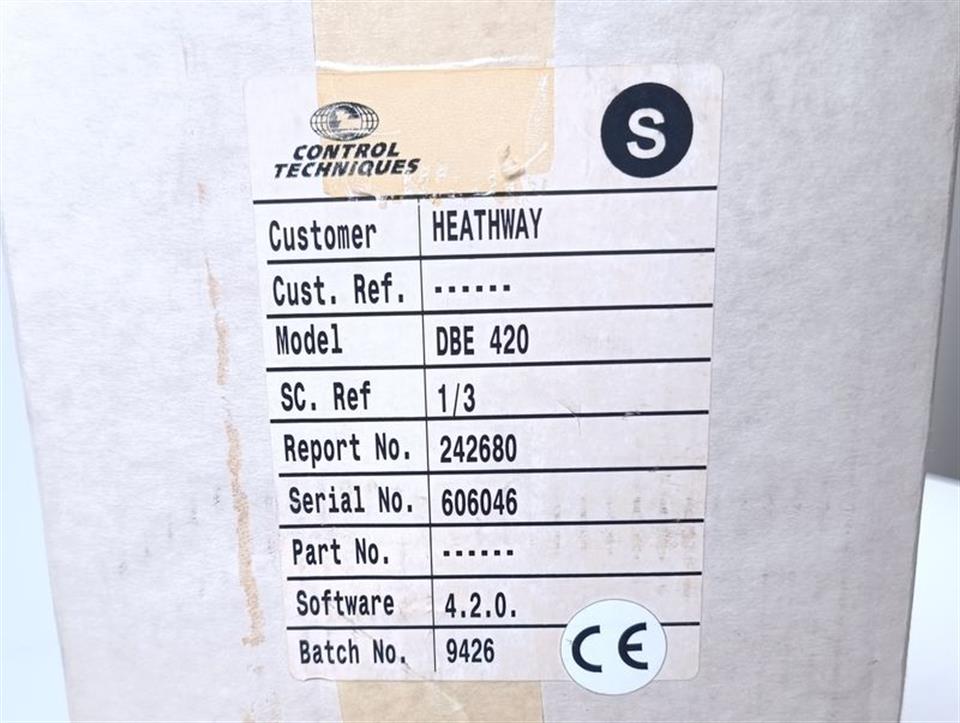 CONTROL
TECHNIQUES
S
Customer HEATHWAY
Cust. Ref. ------
Model DBE 420
SC. Ref 1/3
Report No. 242680
Serial No. 606046
Part No. ------
Software 4.2.0.
Batch No. 9426
CE